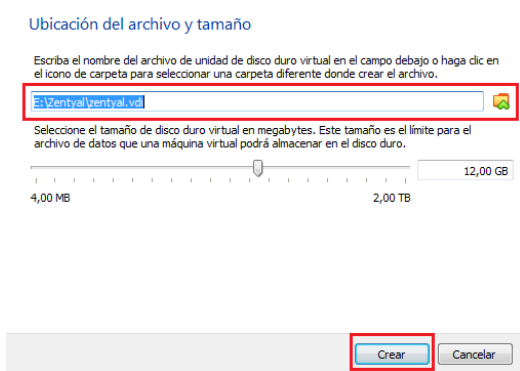 Ubicación del archivo y tamaño
Escriba el nombre del archivo de unidad de disco duro virtual en el campo debajo o haga clic en
el icono de carpeta para seleccionar una carpeta diferente donde crear el archivo.
E:\Zentyal\zentyal.vdi
Seleccione el tamaño de disco duro virtual en megabytes. Este tamaño es el límite para el
archivo de datos que una máquina virtual podrá almacenar en el disco duro.
12,00 GB
4,00 MB 2,00 TB
Crear Cancelar